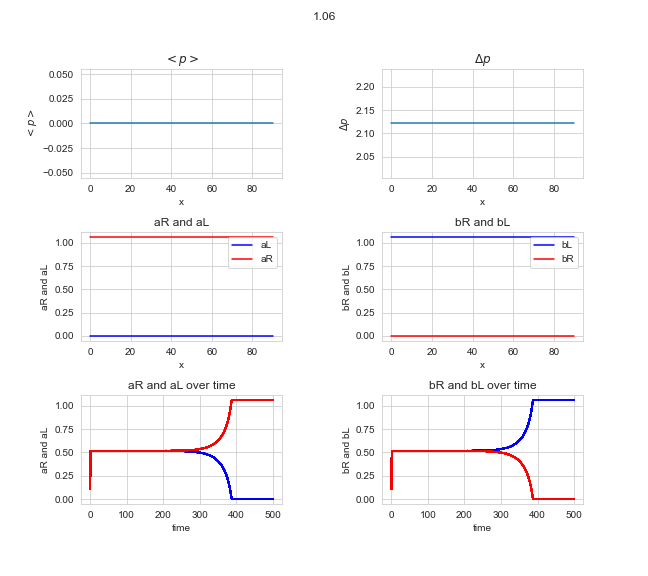 1.06
< p >
Δp
0.050
0.025
0.000
−0.025
−0.050
< p >
0 20 40 60 80
x
2.20
2.15
2.10
2.05
Δp
0 20 40 60 80
x
aR and aL
bR and bL
1.00
0.75
0.50
0.25
0.00
aR and aL
aL
aR
0 20 40 60 80
x
1.00
0.75
0.50
0.25
0.00
bR and bL
bL
bR
0 20 40 60 80
x
aR and aL over time
bR and bL over time
1.00
0.75
0.50
0.25
0.00
aR and aL
0 100 200 300 400 500
time
1.00
0.75
0.50
0.25
0.00
bR and bL
0 100 200 300 400 500
time